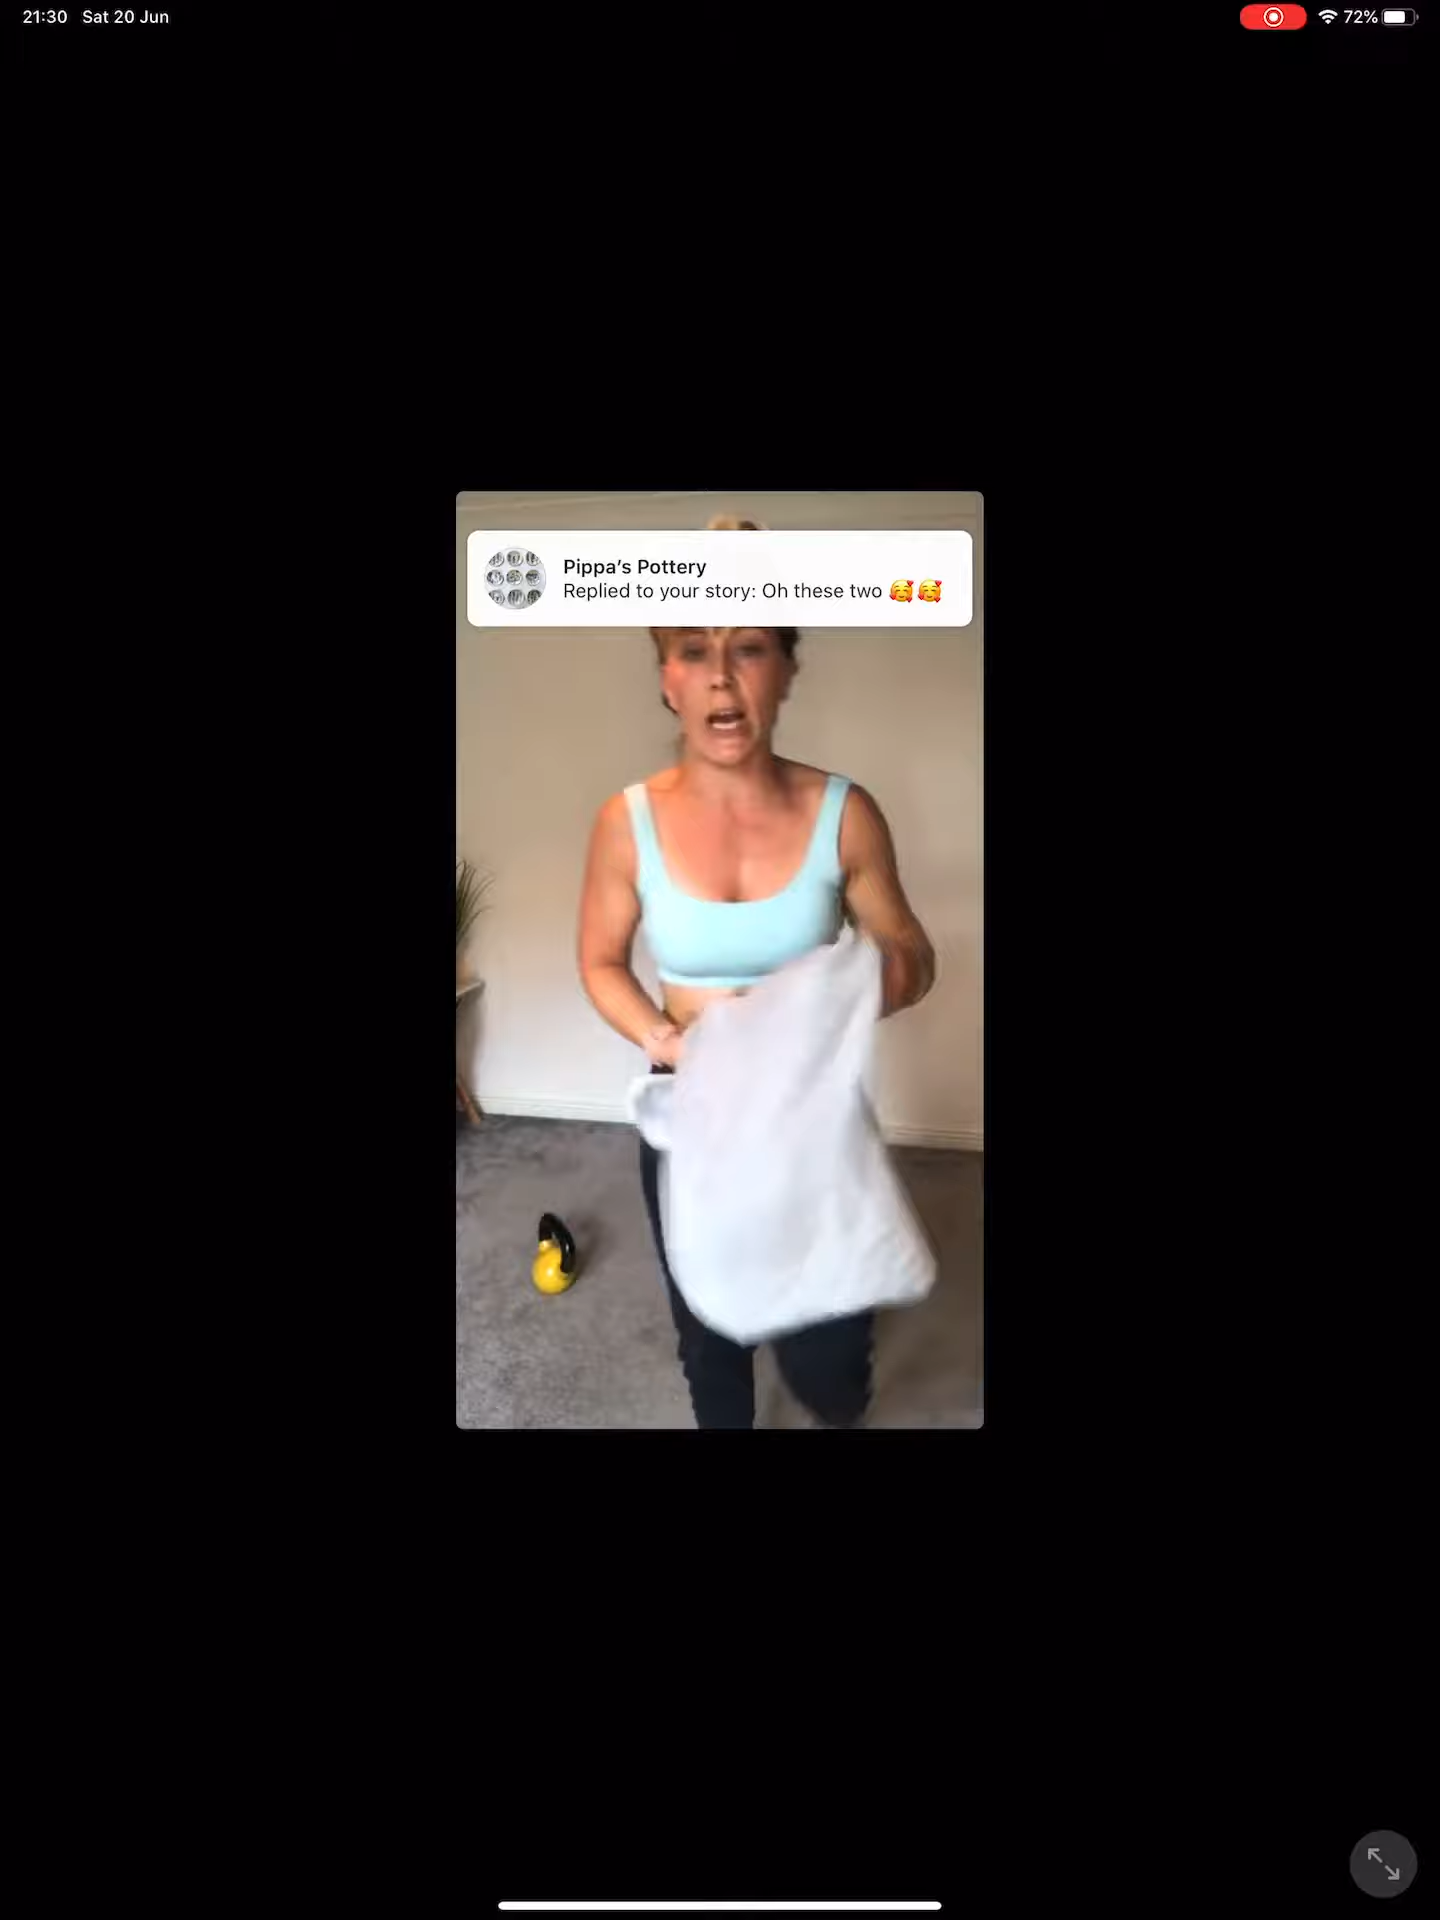 21:30 Sat 20 Jun 72%
Pippa’s Pottery
Replied to your story: Oh these two 🥰🥰